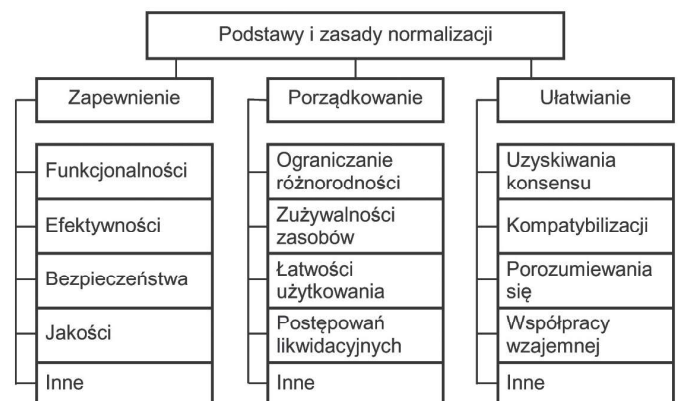 Podstawy i zasady normalizacji
Zapewnienie
Funkcjonalności
Efektywności
Bezpieczeństwa
Jakości
Inne
Porządkowanie
Ograniczanie
różnorodności
Zużywalności
zasobów
Łatwości
użytkowania
Postępowań
likwidacyjnych
Inne
Ułatwianie
Uzyskiwania
konsensu
Kompatybilizacji
Porozumiewania
się
Współpracy
wzajemnej
Inne